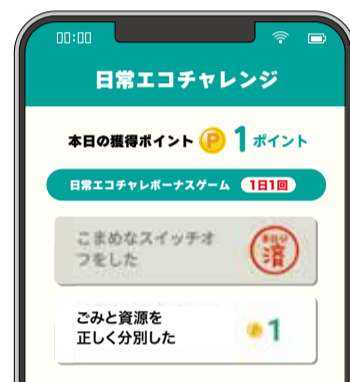 00:00
日常エコチャレンジ
本日の獲得ポイント P 1ポイント
日常エコチャレボーナスゲーム 1日1回
こまめなスイッチオ
フをした
本日分
済
ごみと資源を
正しく分別した
P 1